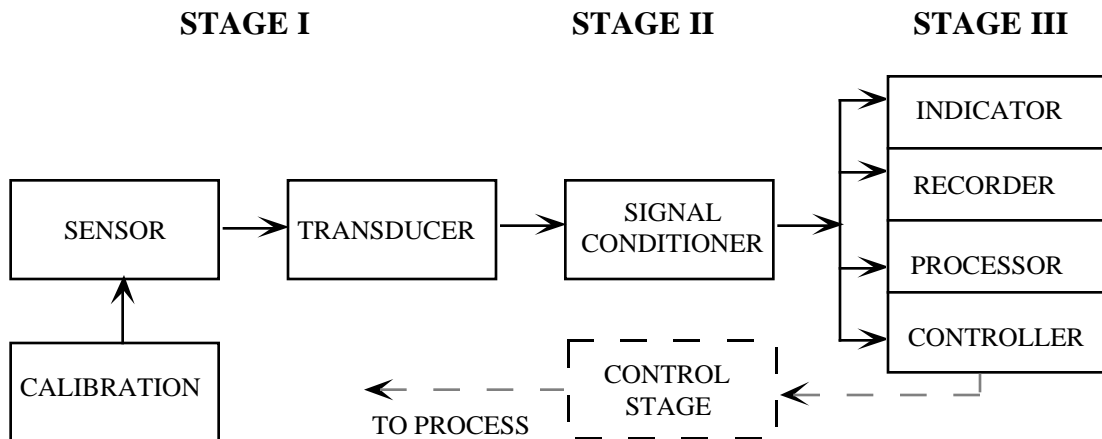 STAGE I
STAGE II
STAGE III
SENSOR
TRANSDUCER
SIGNAL
CONDITIONER
INDICATOR
RECORDER
PROCESSOR
CONTROLLER
CALIBRATION
TO PROCESS
CONTROL
STAGE